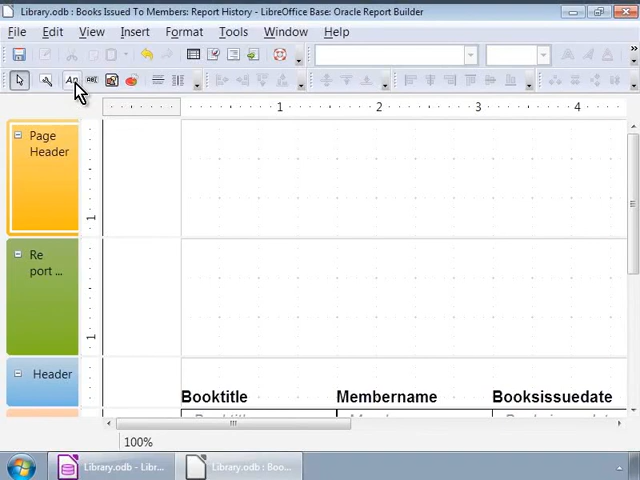 Library.odb : Books Issued To Members: Report History - LibreOffice Base: Oracle Report Builder
File Edit View Insert Format Tools Window Help
1 2 3 4
Page
Header
1
Re
port ...
1
Header
Booktitle Membername Booksissuedate
100%
Library.odb - Libr...
Library.odb : Boo...